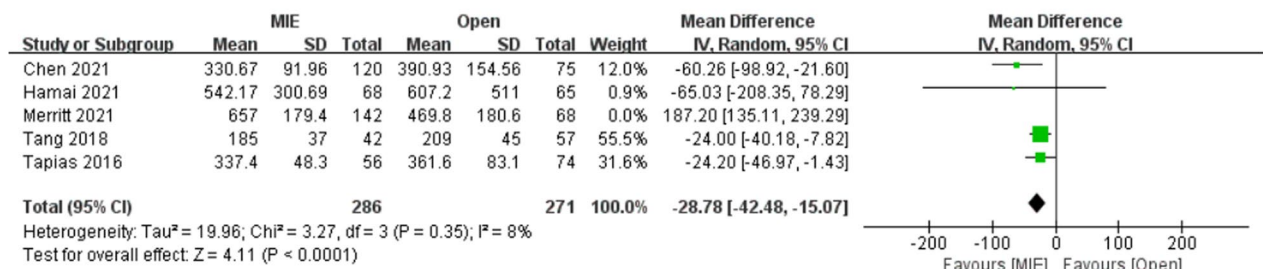 MIE Open Mean Difference Mean Difference
Study or Subgroup Mean SD Total Mean SD Total Weight IV, Random, 95% CI IV, Random, 95% CI
Chen 2021 330.67 91.96 120 390.93 154.56 75 12.0% -60.26 [-98.92, -21.60]
Hamai 2021 542.17 300.69 68 607.2 511 65 0.9% -65.03 [-208.35, 78.29]
Merritt 2021 657 179.4 142 469.8 180.6 68 0.0% 187.20 [135.11, 239.29]
Tang 2018 185 37 42 209 45 57 55.5% -24.00 [-40.18, -7.82]
Tapias 2016 337.4 48.3 56 361.6 83.1 74 31.6% -24.20 [-46.97, -1.43]
Total (95% CI) 286 271 100.0% -28.78 [-42.48, -15.07]
Heterogeneity: Tau² = 19.96; Chi² = 3.27, df = 3 (P = 0.35); I² = 8%
Test for overall effect: Z = 4.11 (P < 0.0001)
-200 -100 0 100 200
Favours [MIE] Favours [Open]